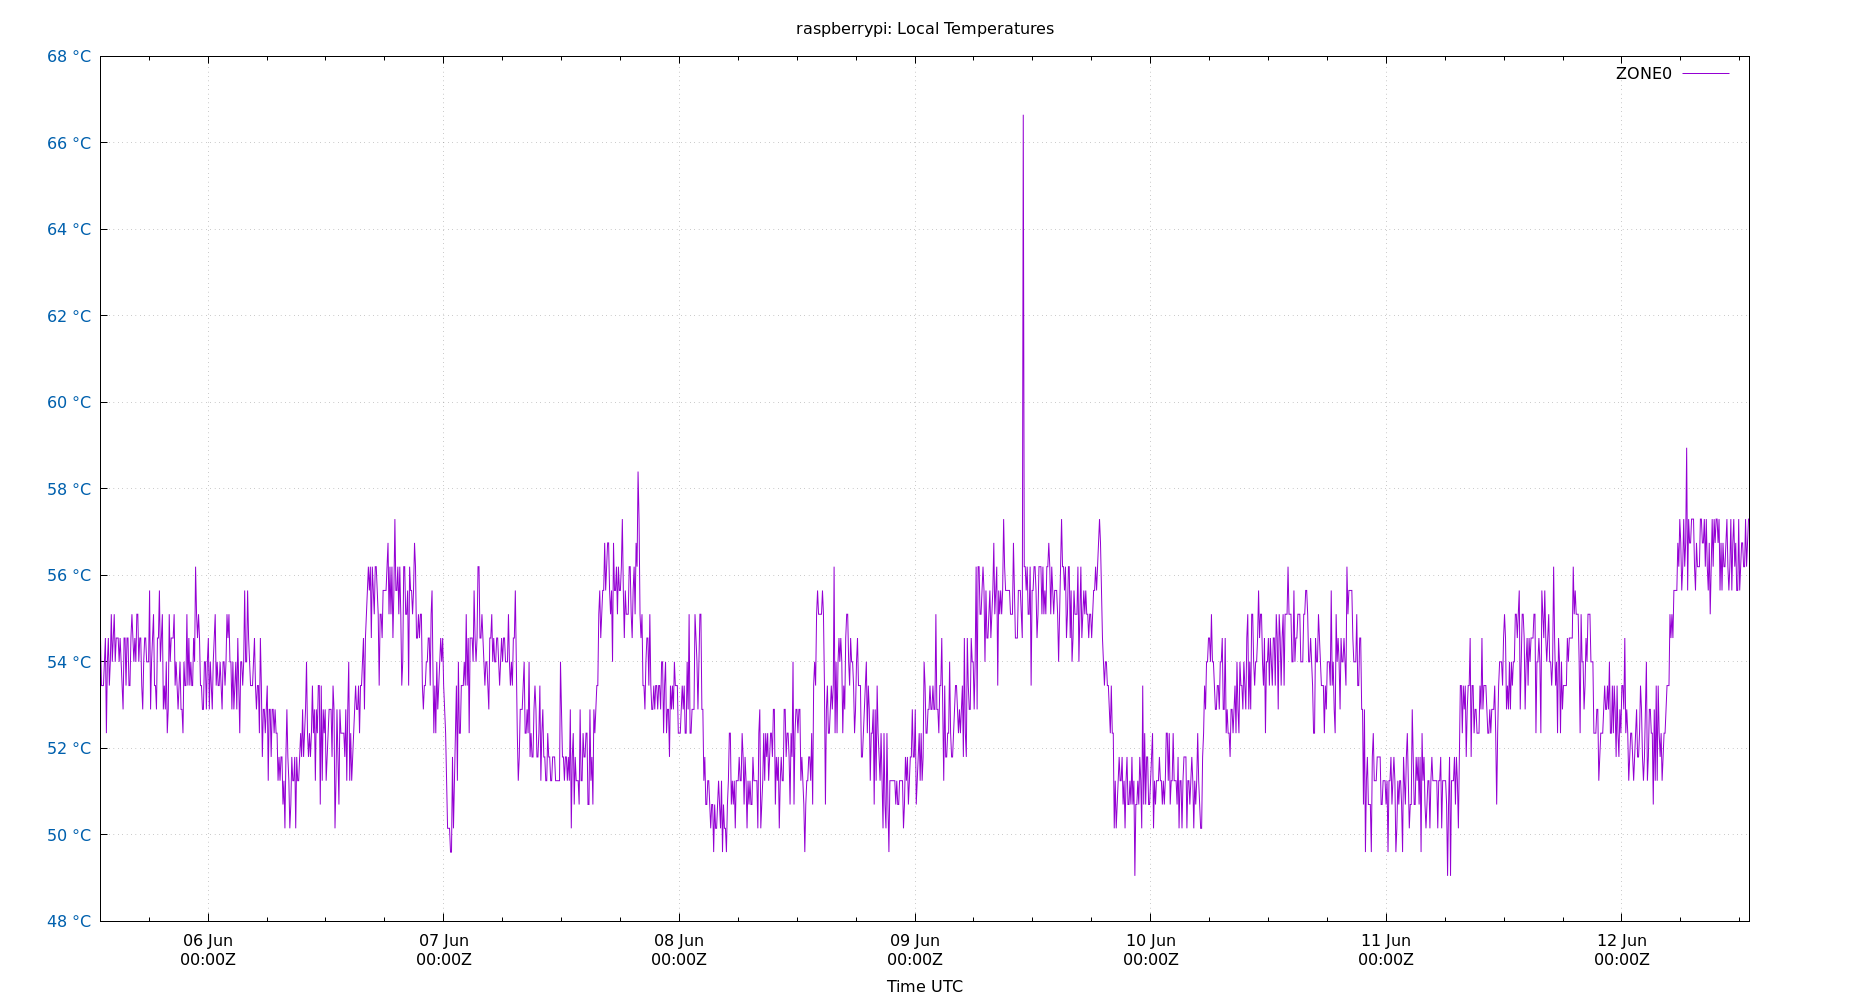 raspberrypi: Local Temperatures
68 °C
ZONE0
66 °C
64 °C
62 °C
60 °C
58 °C
56 °C
54 °C
52 °C
50 °C
48 °C
06 Jun 07 Jun 08 Jun 09 Jun 10 Jun 11 Jun 12 Jun
00:00Z 00:00Z 00:00Z 00:00Z 00:00Z 00:00Z 00:00Z
Time UTC